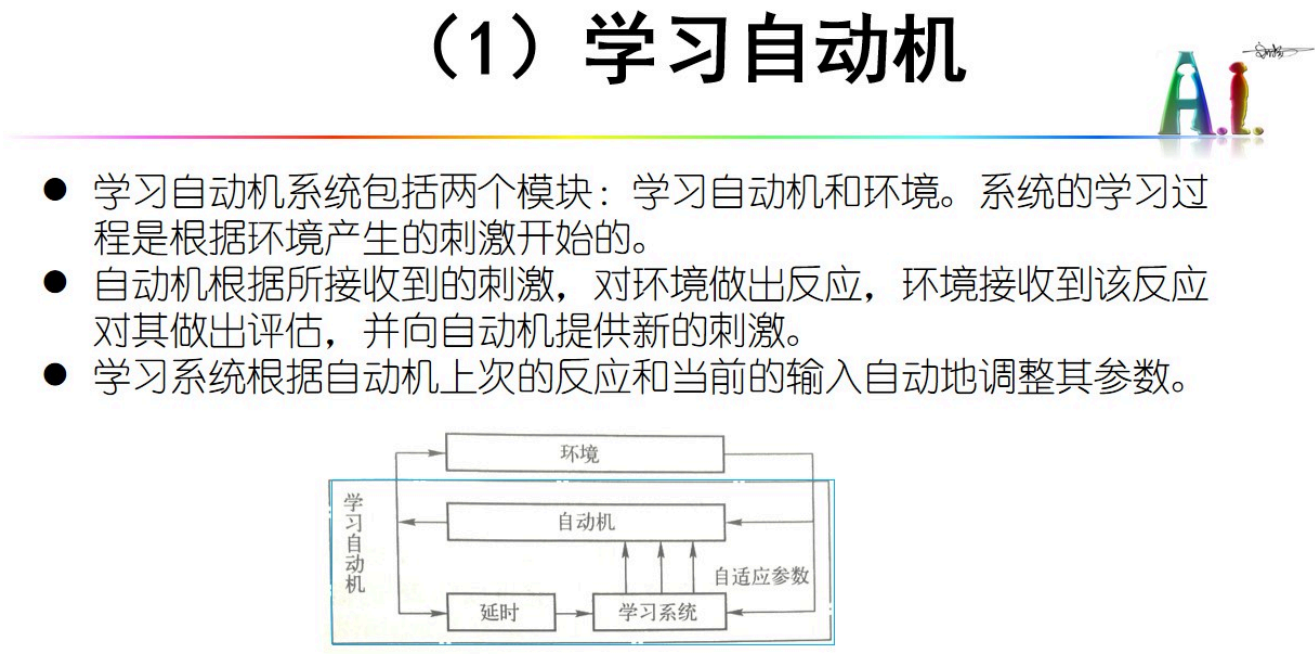 （1）学习自动机
A.I.
● 学习自动机系统包括两个模块：学习自动机和环境。系统的学习过
程是根据环境产生的刺激开始的。
● 自动机根据所接收到的刺激，对环境做出反应，环境接收到该反应
对其做出评估，并向自动机提供新的刺激。
● 学习系统根据自动机上次的反应和当前的输入自动地调整其参数。
环境
学习自动机
自动机
自适应参数
延时
学习系统